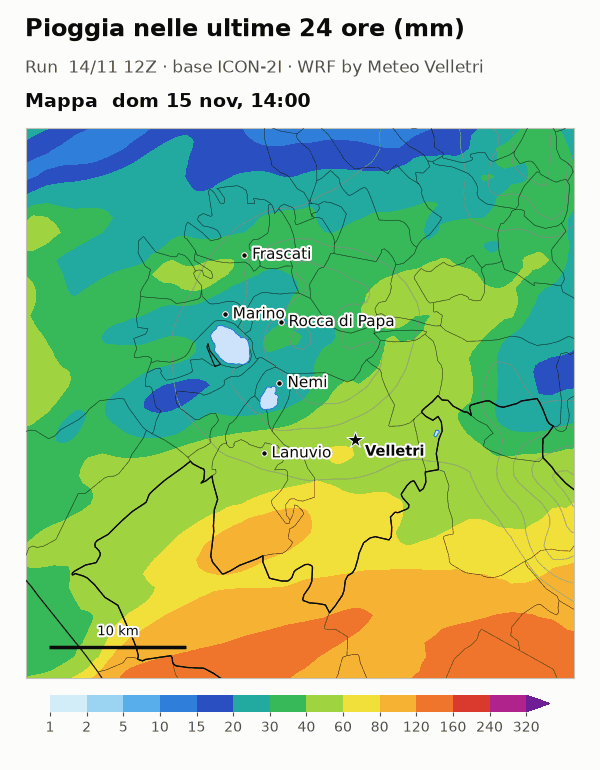 Pioggia nelle ultime 24 ore (mm)
Run  14/11 12Z · base ICON-2I · WRF by Meteo Velletri
Mappa  dom 15 nov, 14:00
Frascati
Marino
Rocca di Papa
Nemi
Velletri
Lanuvio
10 km
1 2 5 10 15 20 30 40 60 80 120 160 240 320